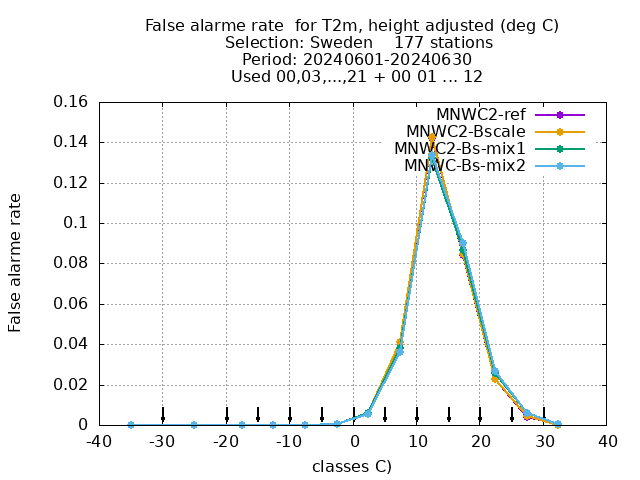 False alarme rate  for T2m, height adjusted (deg C)
Selection: Sweden    177 stations
Period: 20240601-20240630
Used 00,03,...,21 + 00 01 ... 12
MNWC2-ref
MNWC2-Bscale
MNWC2-Bs-mix1
MNWC-Bs-mix2
0.16
0.14
0.12
0.1
0.08
0.06
0.04
0.02
0
False alarme rate
-40 -30 -20 -10 0 10 20 30 40
classes C)